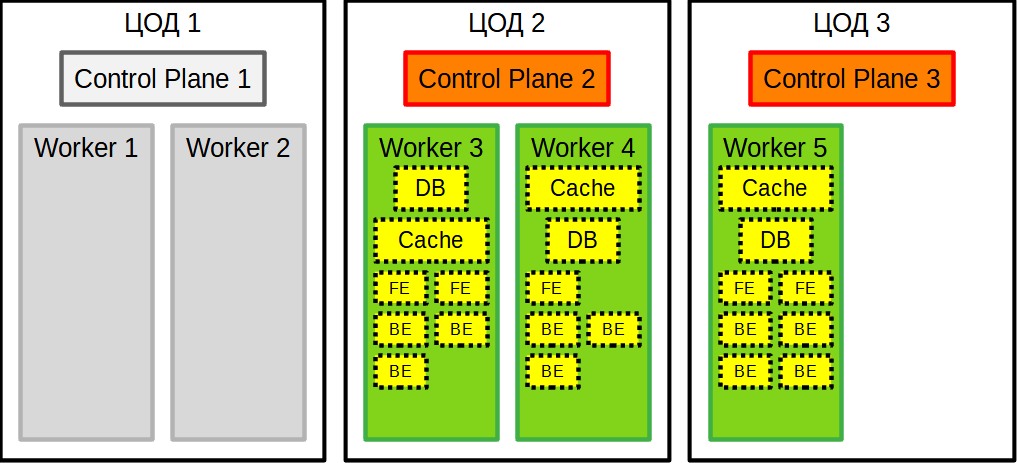 ЦОД 1
Control Plane 1
Worker 1
Worker 2
ЦОД 2
Control Plane 2
Worker 3
DB
Cache
FE FE
BE BE
BE
Worker 4
Cache
DB
FE
BE BE
BE
ЦОД 3
Control Plane 3
Worker 5
Cache
DB
FE FE
BE BE
BE BE